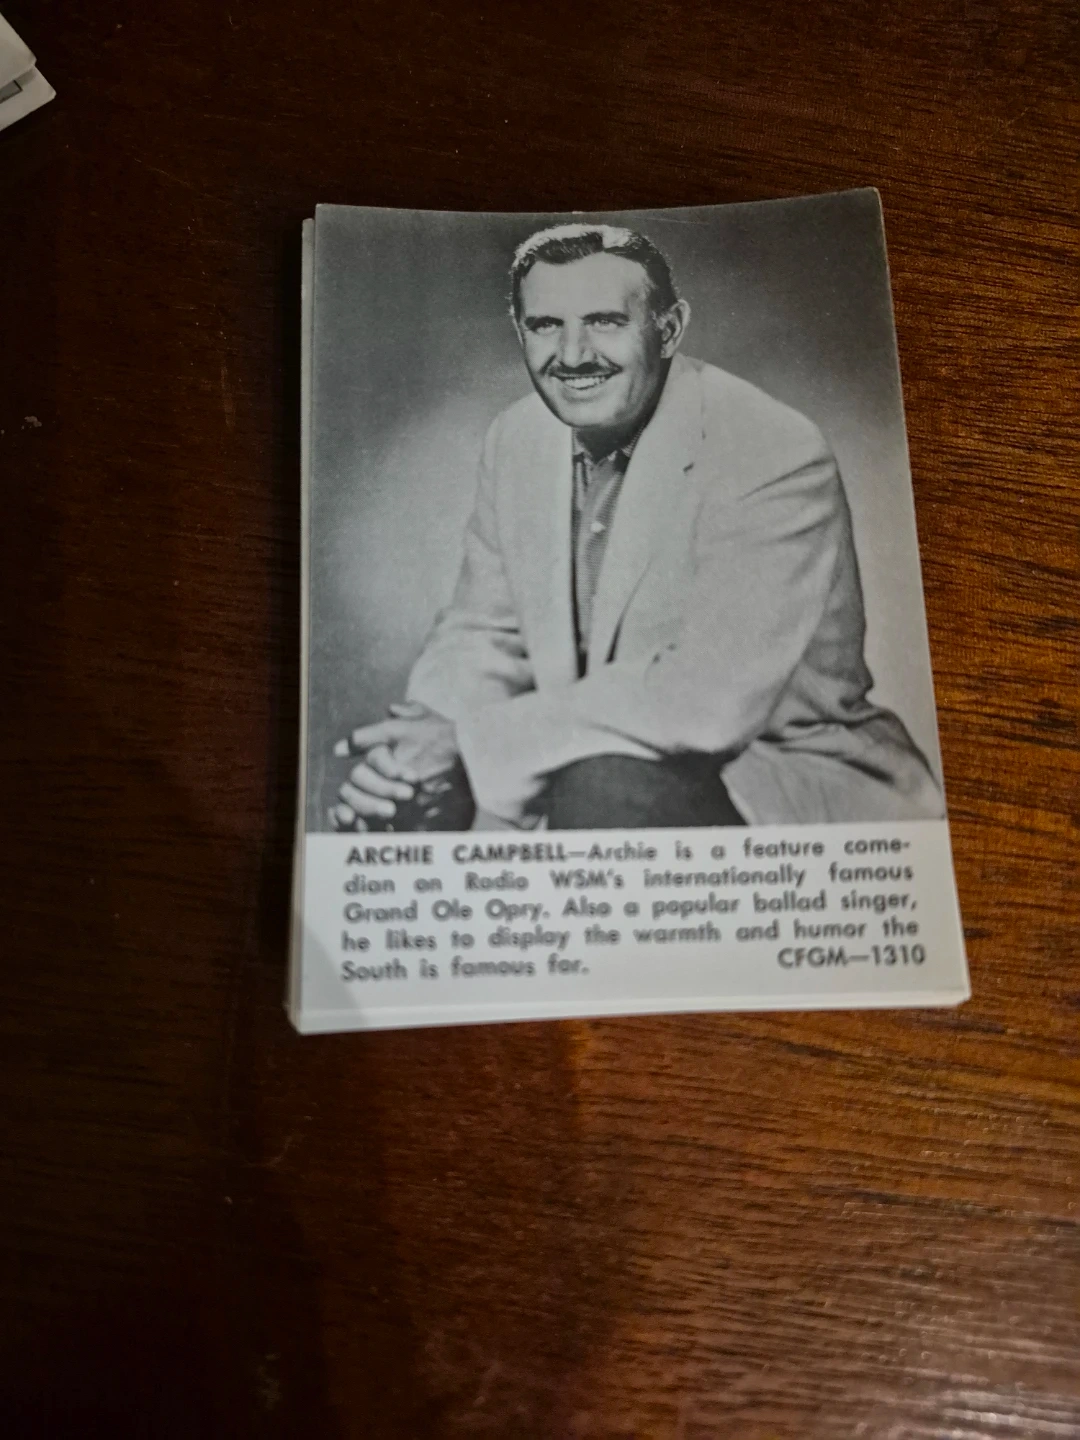 ARCHIE CAMPBELL—Archie is a feature come-
dian on Radio WSM's internationally famous
Grand Ole Opry. Also a popular ballad singer,
he likes to display the warmth and humor the
South is famous for. CFGM—1310